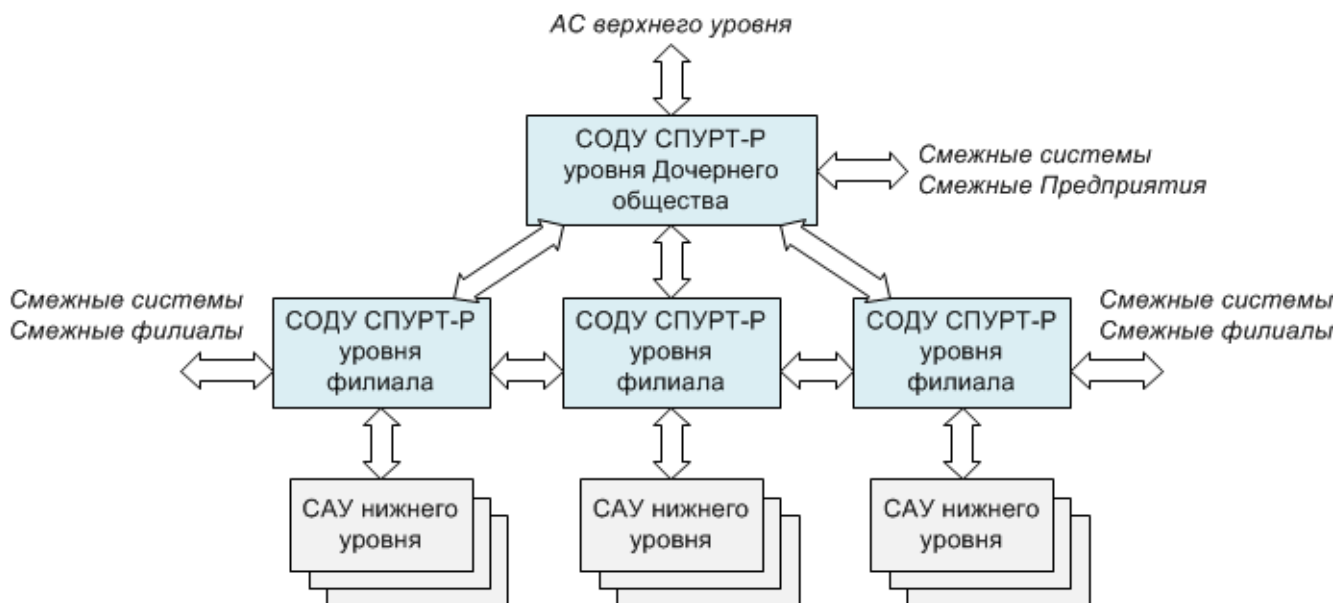 АС верхнего уровня
СОДУ СПУРТ-Р
уровня Дочернего
общества
Смежные системы
Смежные Предприятия
Смежные системы
Смежные филиалы
СОДУ СПУРТ-Р
уровня
филиала
СОДУ СПУРТ-Р
уровня
филиала
СОДУ СПУРТ-Р
уровня
филиала
Смежные системы
Смежные филиалы
САУ нижнего
уровня
САУ нижнего
уровня
САУ нижнего
уровня